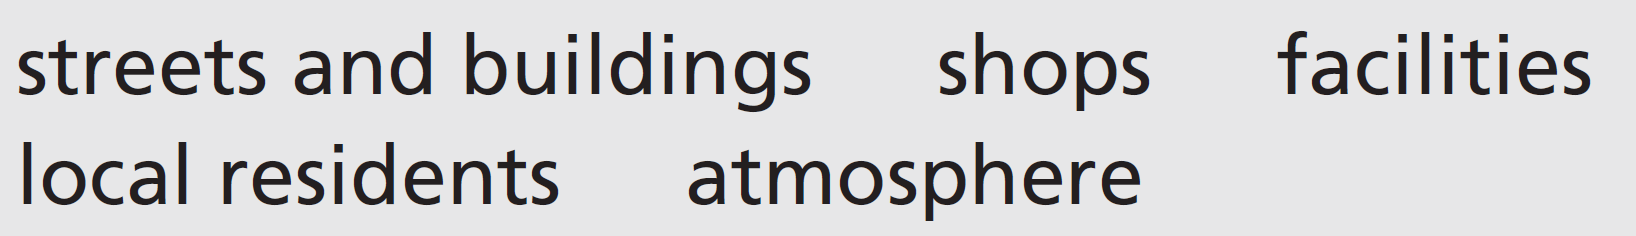 streets and buildings shops facilities
local residents atmosphere